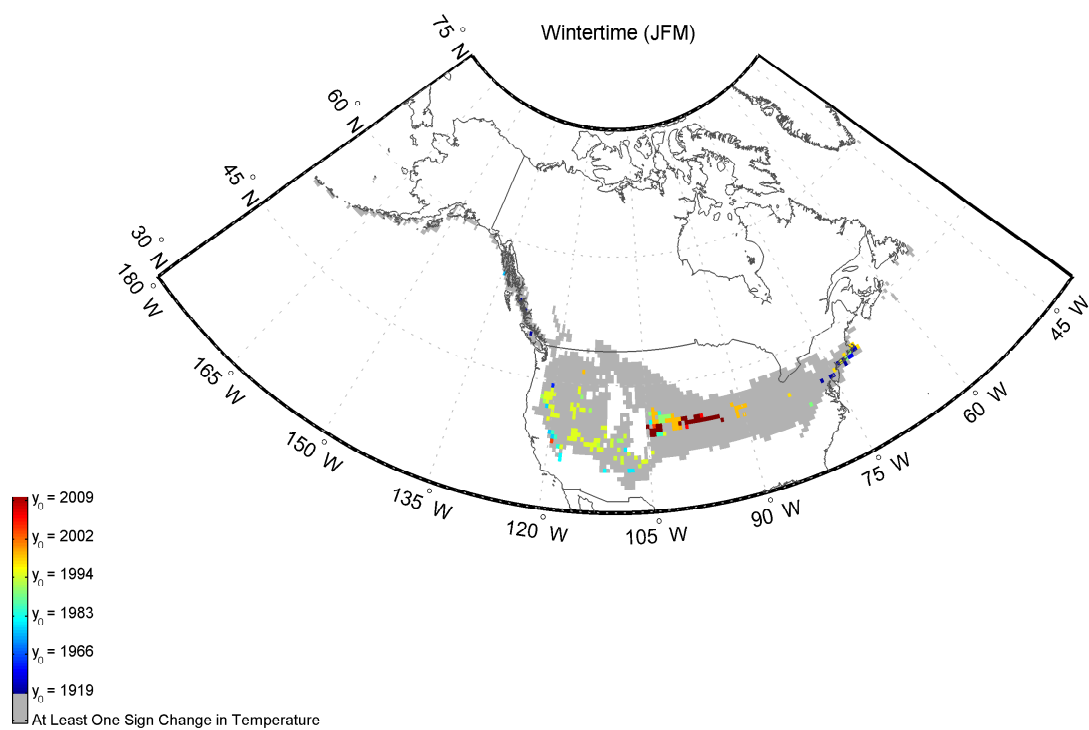 Wintertime (JFM)
75 ° N
60 ° N
45 ° N
30 ° N
180 ° W
165 ° W
150 ° W
135 ° W
120 ° W
105 ° W
90 ° W
75 ° W
60 ° W
45 ° W
y0 = 2009
y0 = 2002
y0 = 1994
y0 = 1983
y0 = 1966
y0 = 1919
At Least One Sign Change in Temperature